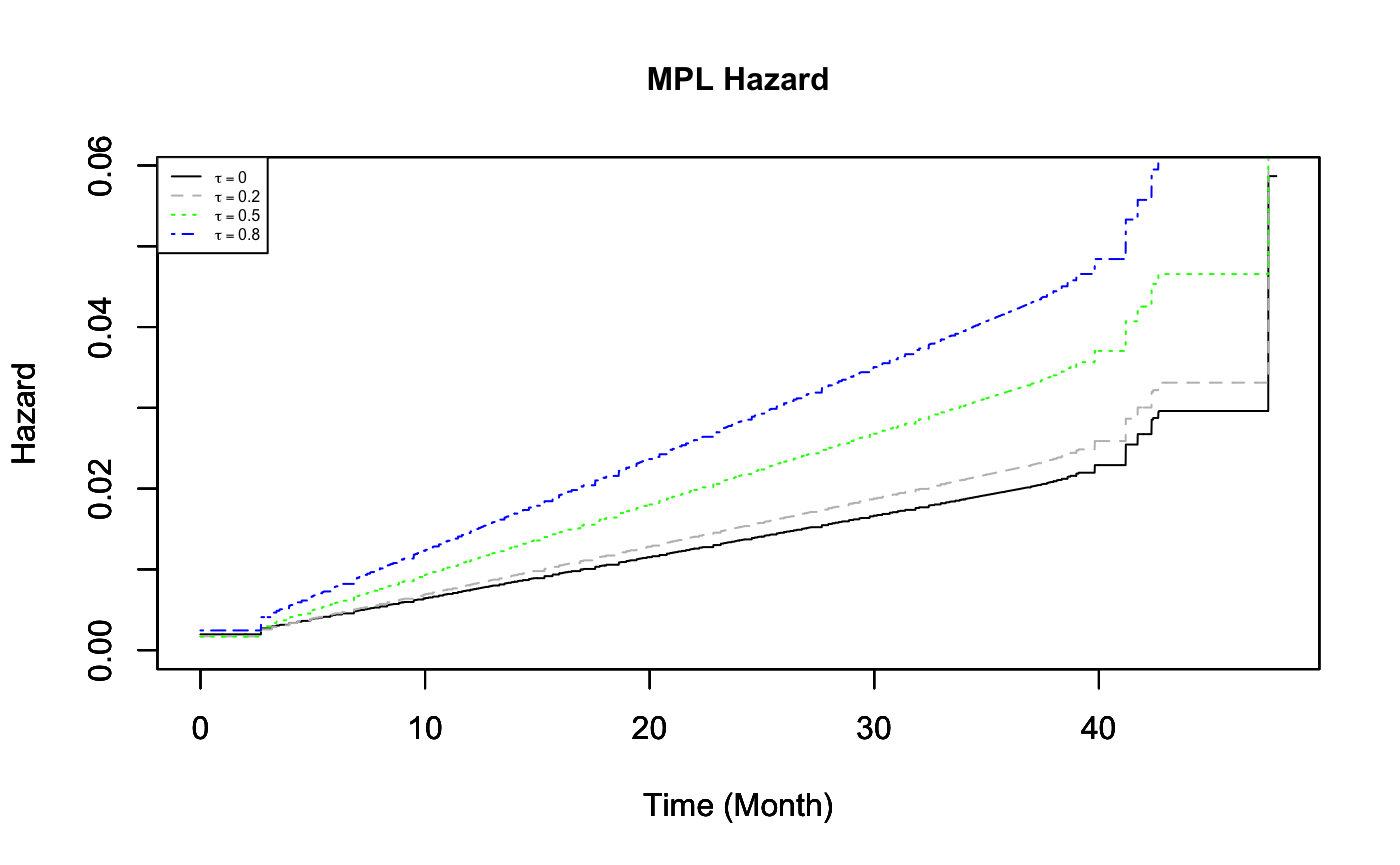 MPL Hazard
τ = 0
τ = 0.2
τ = 0.5
τ = 0.8
0.06
0.04
0.02
0.00
Hazard
0 10 20 30 40
Time (Month)